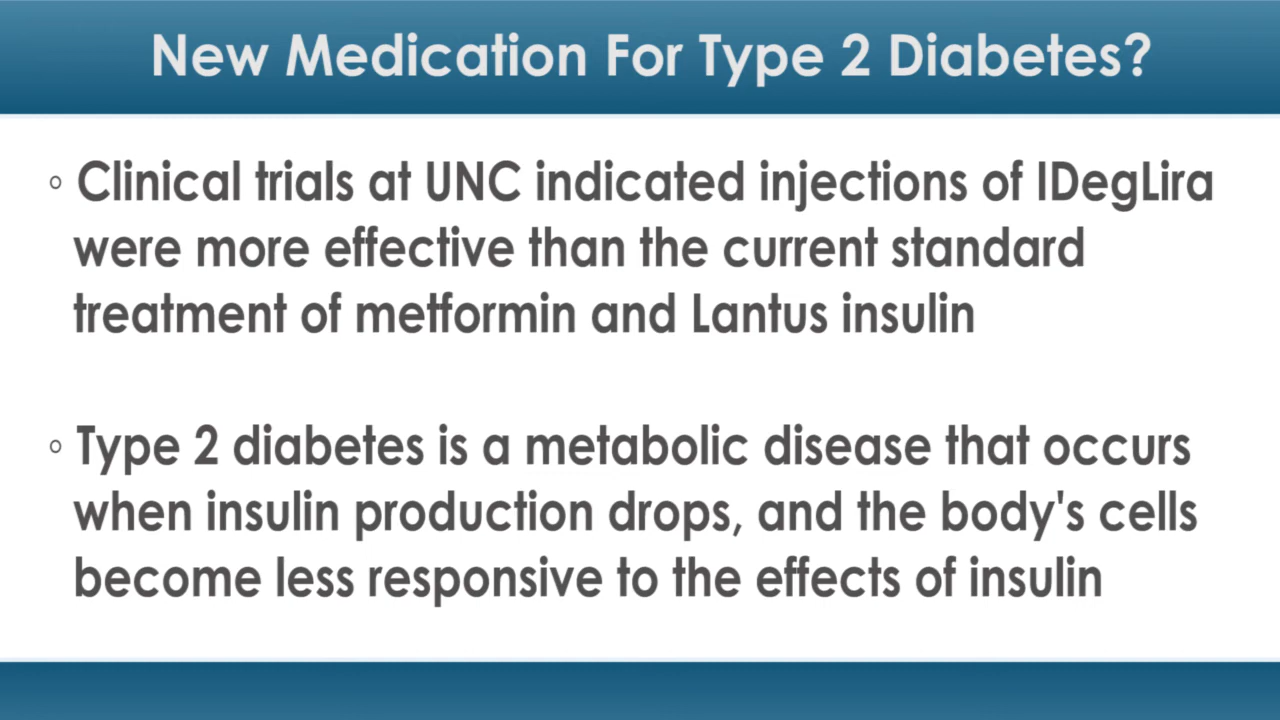 New Medication For Type 2 Diabetes?
◦ Clinical trials at UNC indicated injections of IDegLira
were more effective than the current standard
treatment of metformin and Lantus insulin
◦ Type 2 diabetes is a metabolic disease that occurs
when insulin production drops, and the body's cells
become less responsive to the effects of insulin